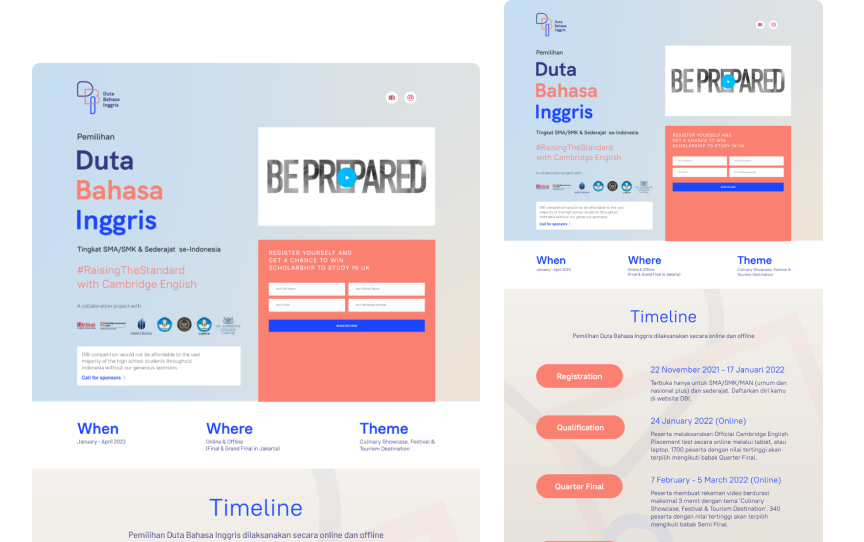 Duta
Bahasa
Inggris
Pemilihan
Duta
Bahasa
Inggris
Tingkat SMA/SMK & Sederajat se-Indonesia
#RaisingTheStandard
with Cambridge English
A collaboration project with:
DBI competition would not be affordable to the vast
majority of the high school students throughout
Indonesia without our generous sponsors.
Call for sponsors
BE PREPARED
REGISTER YOURSELF AND
GET A CHANCE TO WIN
SCHOLARSHIP TO STUDY IN UK
Your Full Name
Your School Name
Your Email
Your Whatsapp Number
REGISTER HERE
When
January - April 2022
Where
Online & Offline
(Final & Grand Final in Jakarta)
Theme
Culinary Showcase, Festival &
Tourism Destination
Timeline
Pemilihan Duta Bahasa Inggris dilaksanakan secara online dan offline
Duta
Bahasa
Inggris
Pemilihan
Duta
Bahasa
Inggris
Tingkat SMA/SMK & Sederajat se-Indonesia
#RaisingTheStandard
with Cambridge English
A collaboration project with:
DBI competition would not be affordable to the vast
majority of the high school students throughout
Indonesia without our generous sponsors.
Call for sponsors
BE PREPARED
REGISTER YOURSELF AND
GET A CHANCE TO WIN
SCHOLARSHIP TO STUDY IN UK
REGISTER HERE
When
January - April 2022
Where
Online & Offline
(Final & Grand Final in Jakarta)
Theme
Culinary Showcase, Festival &
Tourism Destination
Timeline
Pemilihan Duta Bahasa Inggris dilaksanakan secara online dan offline
Registration
22 November 2021 - 17 Januari 2022
Terbuka hanya untuk SMA/SMK/MAN (umum dan
nasional plus) dan sederajat. Daftarkan diri kamu
di website DBI.
Qualification
24 January 2022 (Online)
Peserta melaksanakan Official Cambridge English
Placement test secara online melalui tablet, atau
laptop. 1700 peserta dengan nilai tertinggi akan
terpilih mengikuti babak Quarter Final.
Quarter Final
7 February - 5 March 2022 (Online)
Peserta membuat rekaman video berdurasi
maksimal 3 menit dengan tema 'Culinary
Showcase, Festival & Tourism Destination'. 340
peserta dengan nilai tertinggi akan terpilih
mengikuti babak Semi Final.